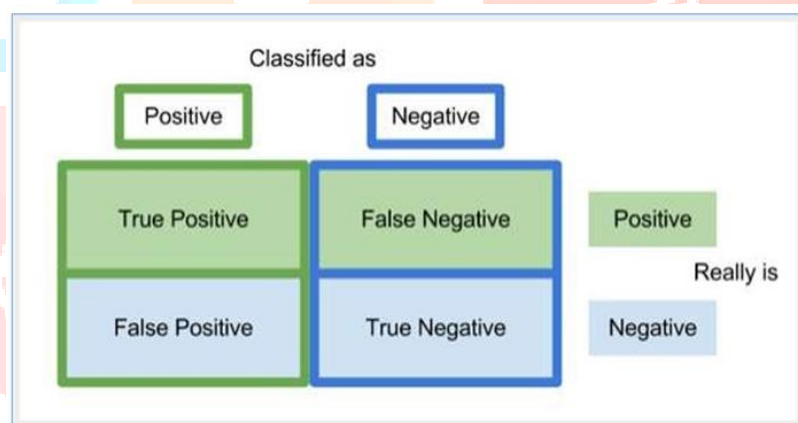 Classified as
Positive Negative
True Positive False Negative Positive
Really is
False Positive True Negative Negative